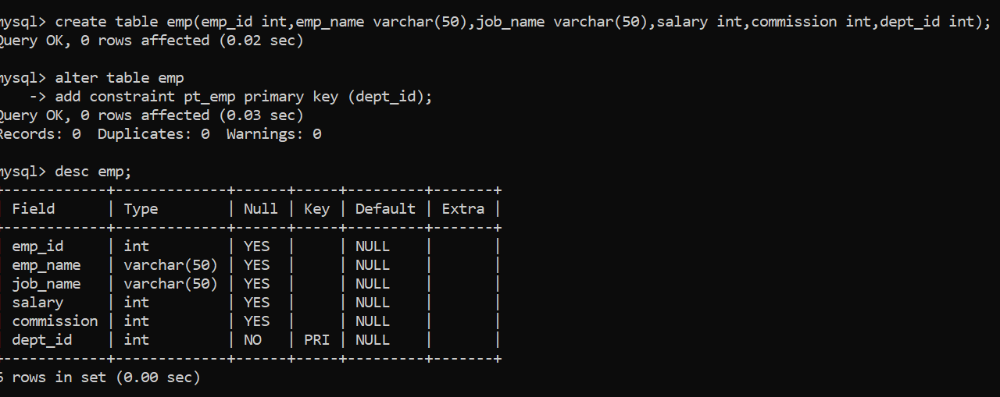 mysql> create table emp(emp_id int,emp_name varchar(50),job_name varchar(50),salary int,commission int,dept_id int);
Query OK, 0 rows affected (0.02 sec)
mysql> alter table emp
    -> add constraint pt_emp primary key (dept_id);
Query OK, 0 rows affected (0.03 sec)
Records: 0  Duplicates: 0  Warnings: 0
mysql> desc emp;
+------------+-------------+------+-----+---------+-------+
| Field      | Type        | Null | Key | Default | Extra |
+------------+-------------+------+-----+---------+-------+
| emp_id     | int         | YES  |     | NULL    |       |
| emp_name   | varchar(50) | YES  |     | NULL    |       |
| job_name   | varchar(50) | YES  |     | NULL    |       |
| salary     | int         | YES  |     | NULL    |       |
| commission | int         | YES  |     | NULL    |       |
| dept_id    | int         | NO   | PRI | NULL    |       |
+------------+-------------+------+-----+---------+-------+
6 rows in set (0.00 sec)